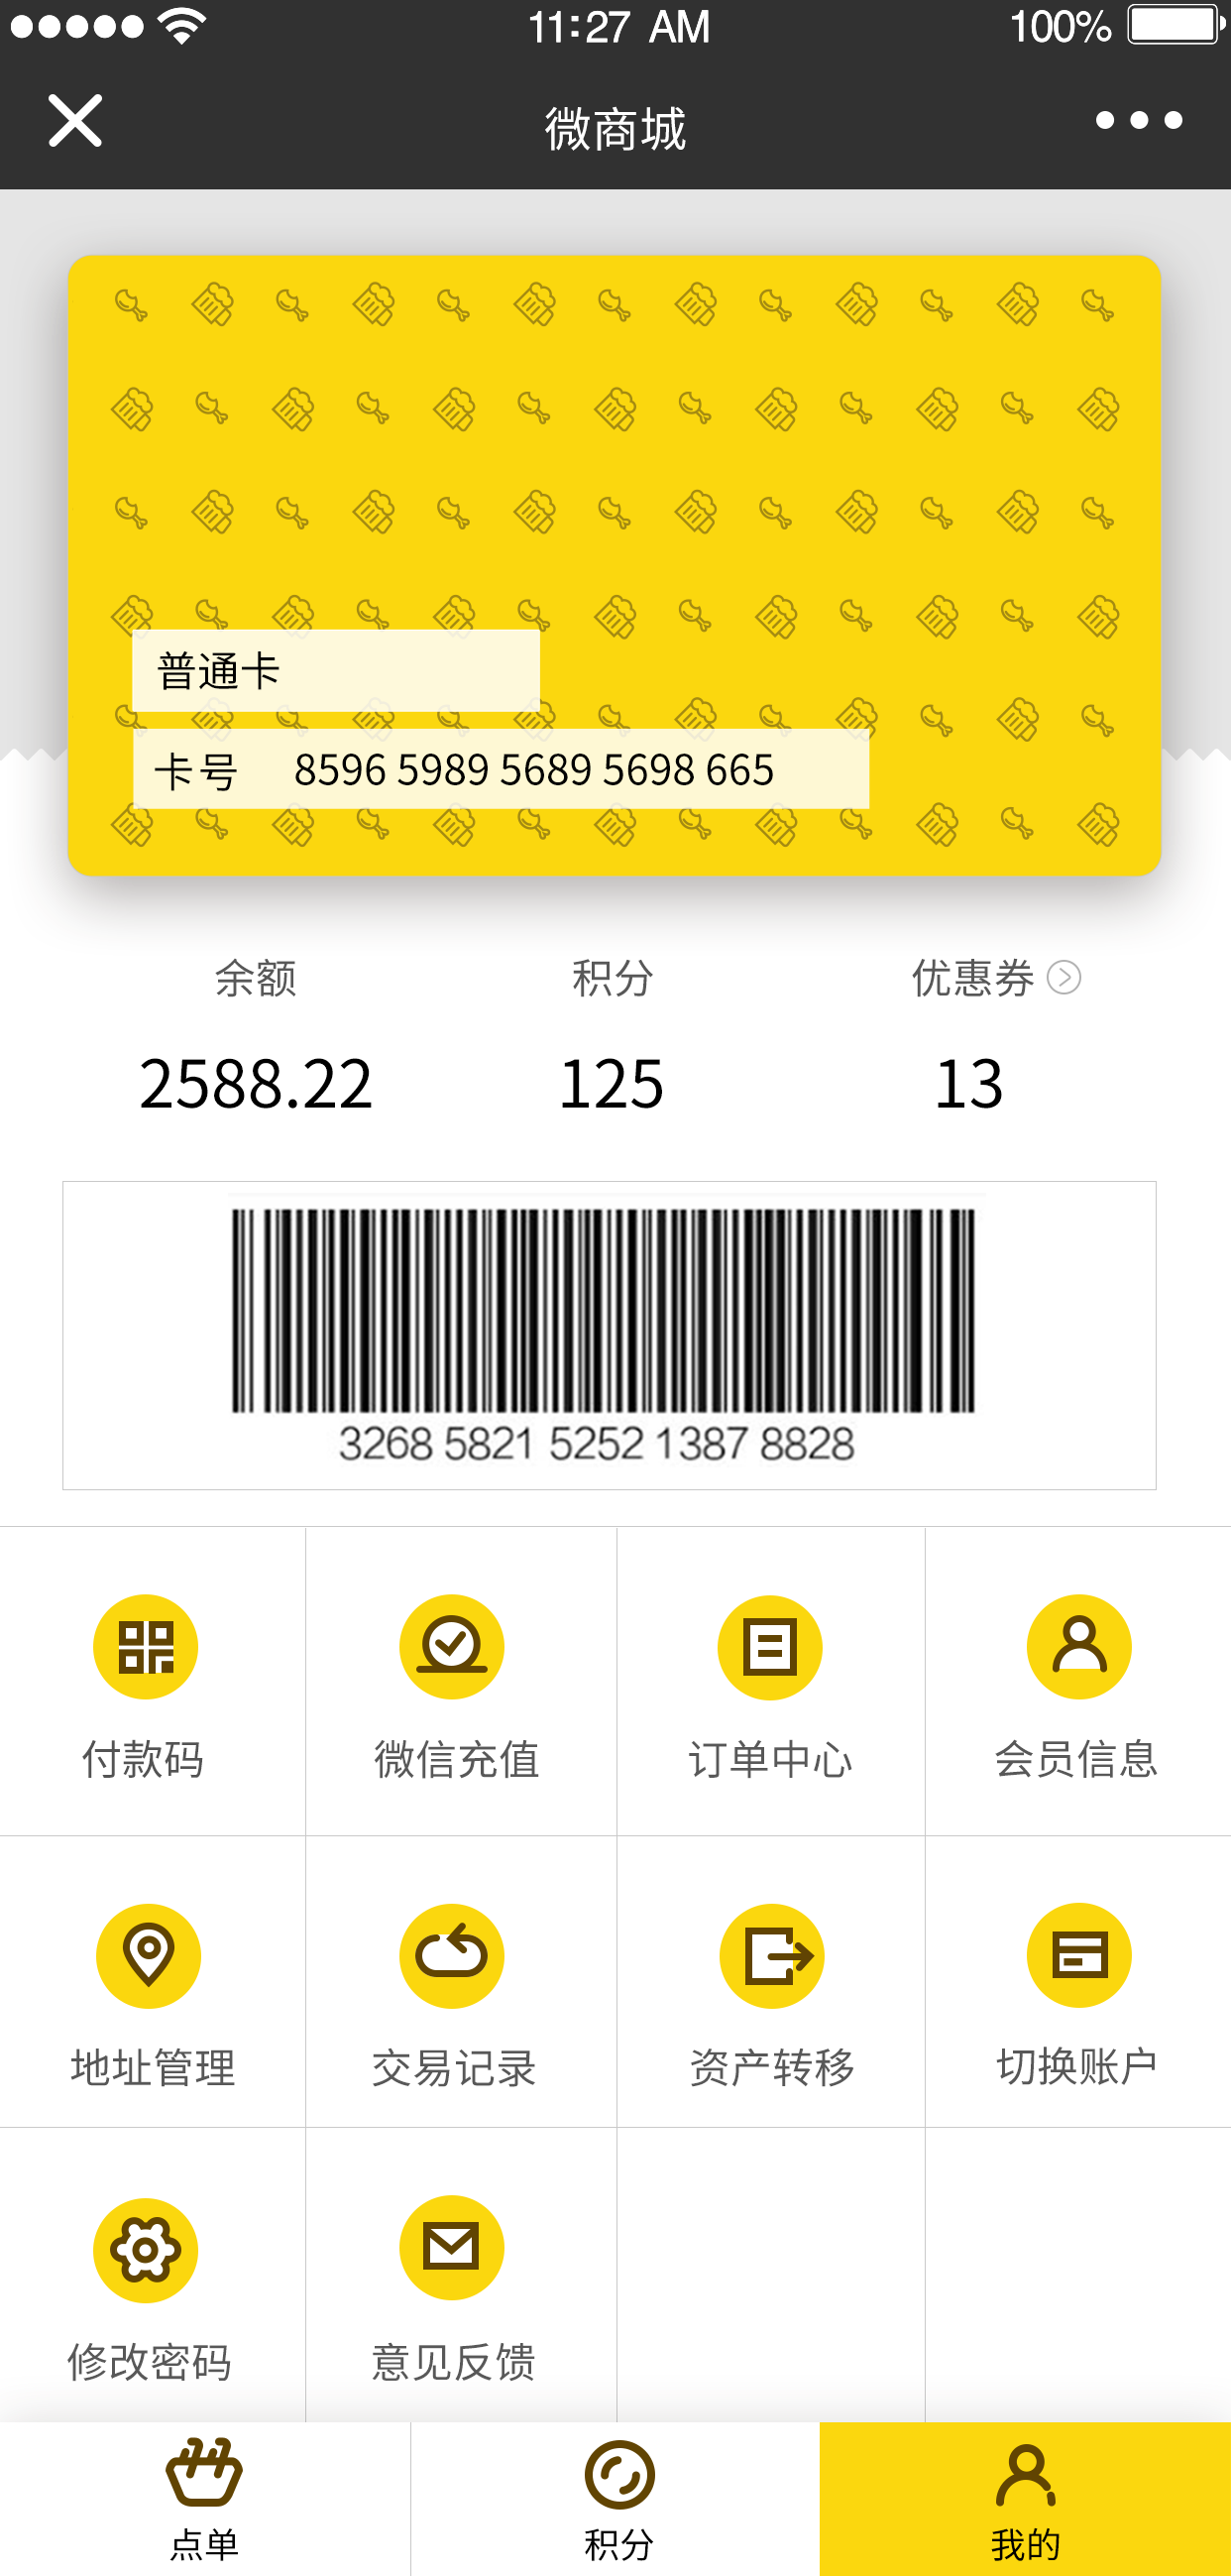 11:27 AM
100%
微商城
普通卡
卡号 8596 5989 5689 5698 665
余额 积分 优惠券
2588.22 125 13
3268 5821 5252 1387 8828
付款码 微信充值 订单中心 会员信息
地址管理 交易记录 资产转移 切换账户
修改密码 意见反馈
点单 积分 我的